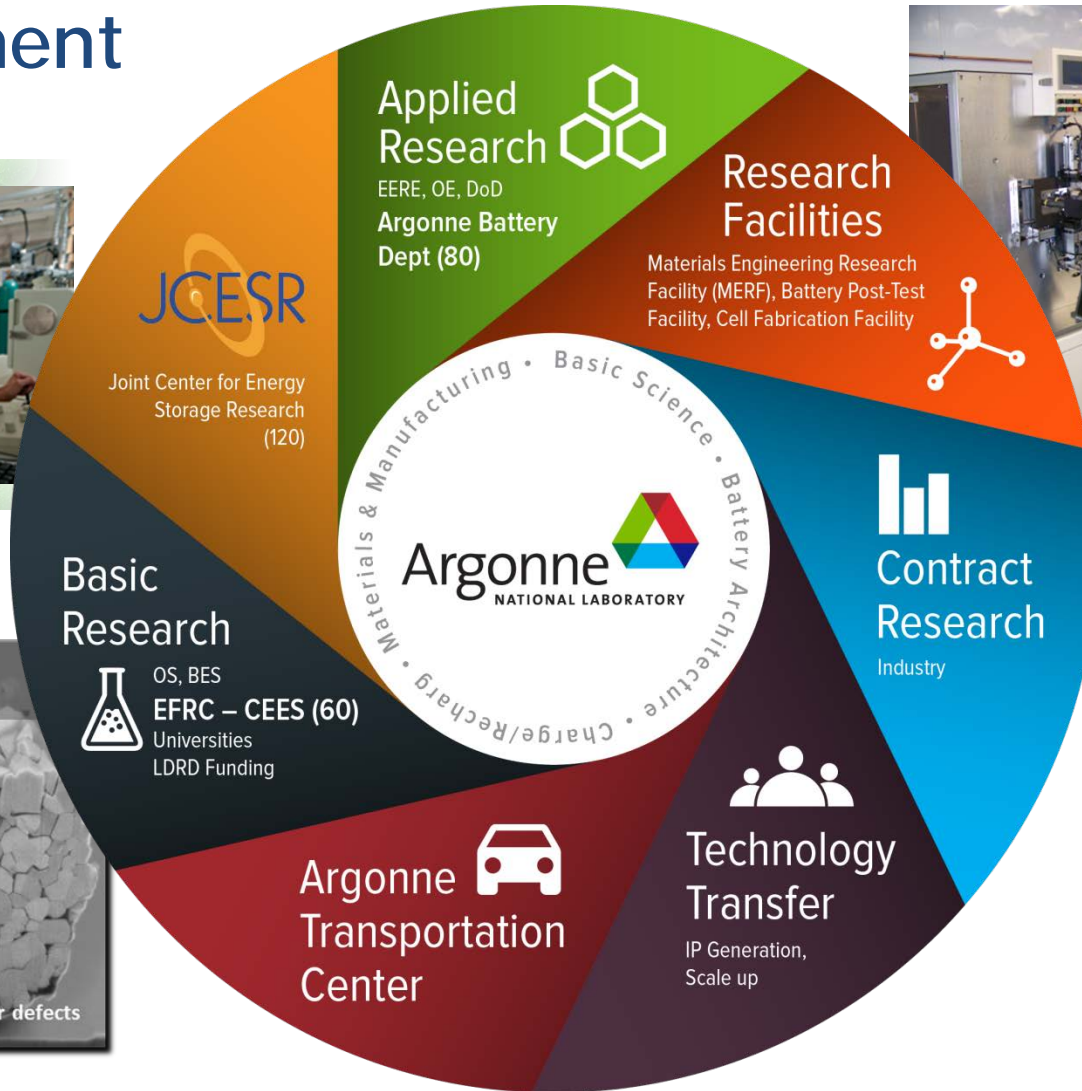 ment
Applied
Research
EERE, OE, DoD
Argonne Battery
Dept (80)
Research
Facilities
Materials Engineering Research
Facility (MERF), Battery Post-Test
Facility, Cell Fabrication Facility
JCESR
Joint Center for Energy
Storage Research
(120)
Materials & Manufacturing • Basic Science • Battery Architecture • Charge/Recharg •
Argonne
NATIONAL LABORATORY
Contract
Research
Industry
Basic
Research
OS, BES
EFRC – CEES (60)
Universities
LDRD Funding
Technology
Transfer
IP Generation,
Scale up
Argonne
Transportation
Center
r defects